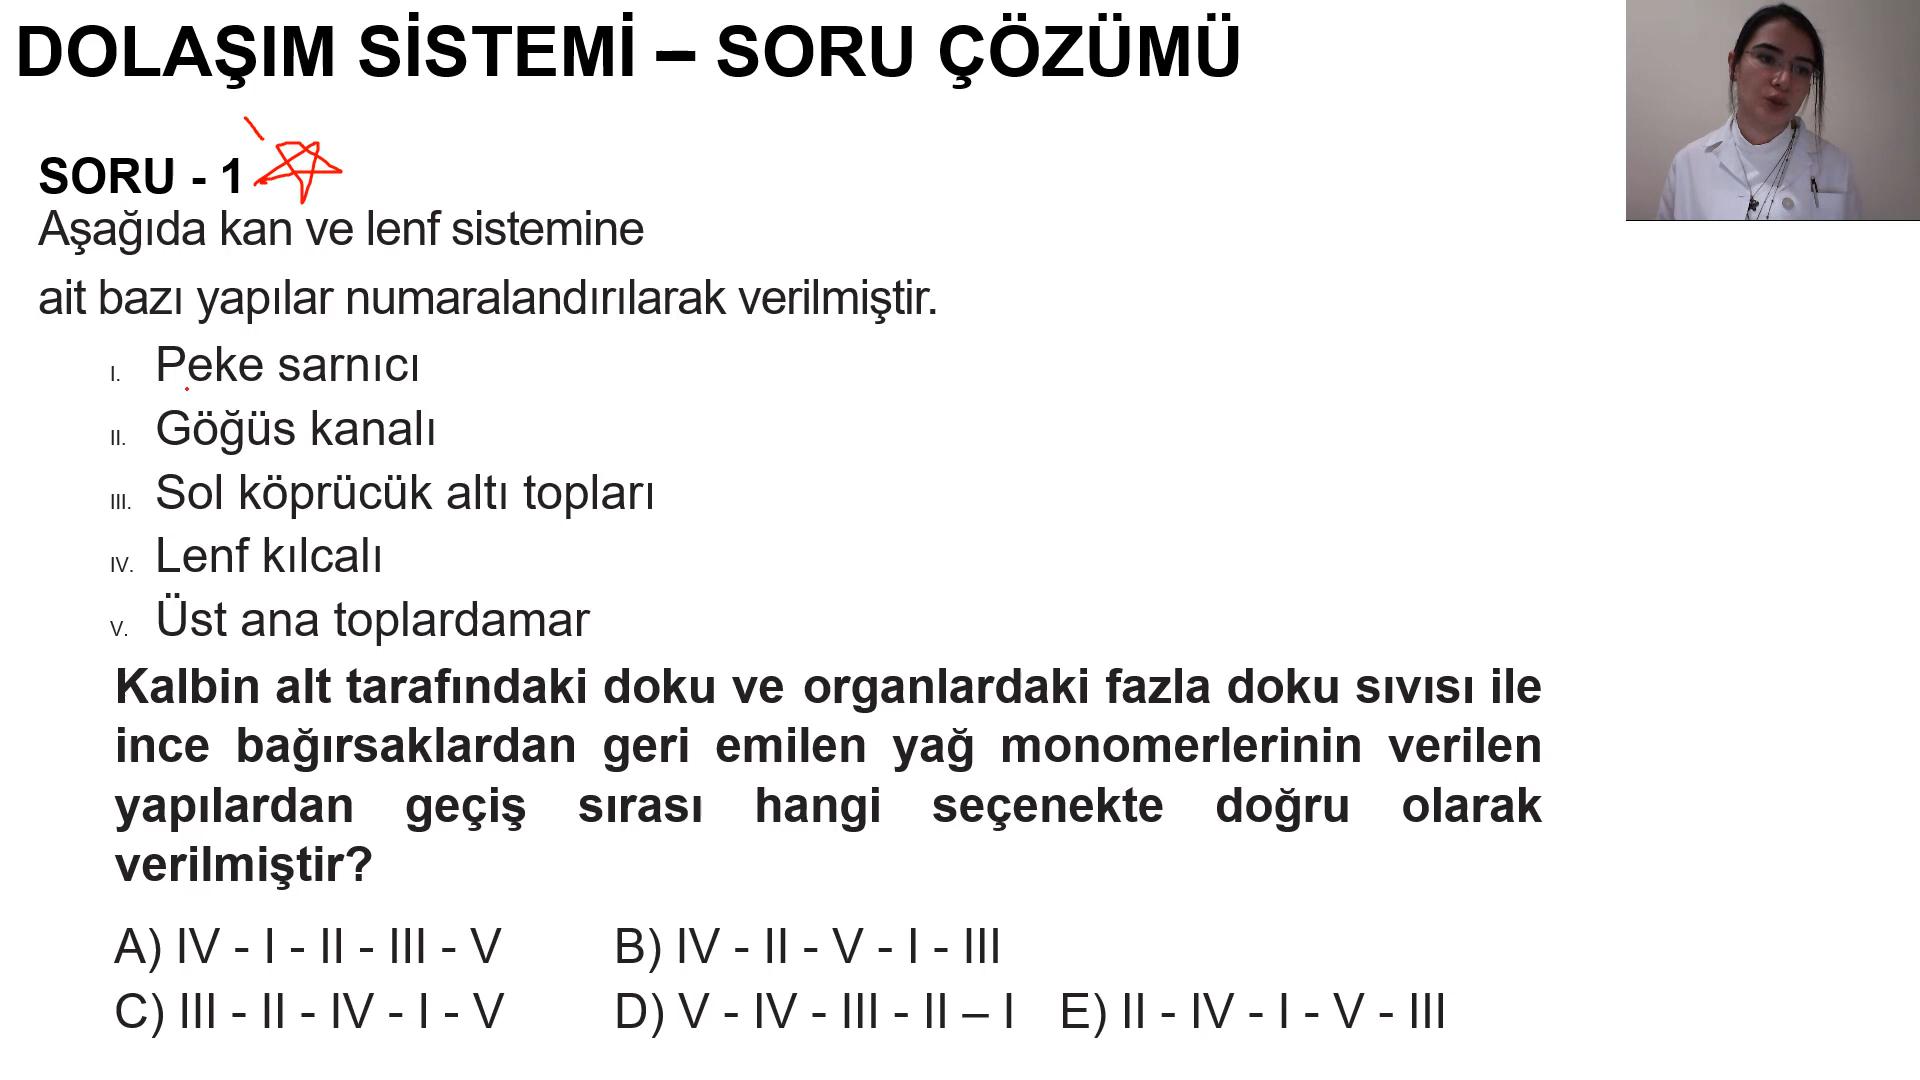 DOLAŞIM SİSTEMİ – SORU ÇÖZÜMÜ
SORU - 1
Aşağıda kan ve lenf sistemine
ait bazı yapılar numaralandırılarak verilmiştir.
I. Peke sarnıcı
II. Göğüs kanalı
III. Sol köprücük altı topları
IV. Lenf kılcalı
V. Üst ana toplardamar
Kalbin alt tarafındaki doku ve organlardaki fazla doku sıvısı ile
ince bağırsaklardan geri emilen yağ monomerlerinin verilen
yapılardan geçiş sırası hangi seçenekte doğru olarak
verilmiştir?
A) IV - I - II - III - V B) IV - II - V - I - III
C) III - II - IV - I - V D) V - IV - III - II – I E) II - IV - I - V - III